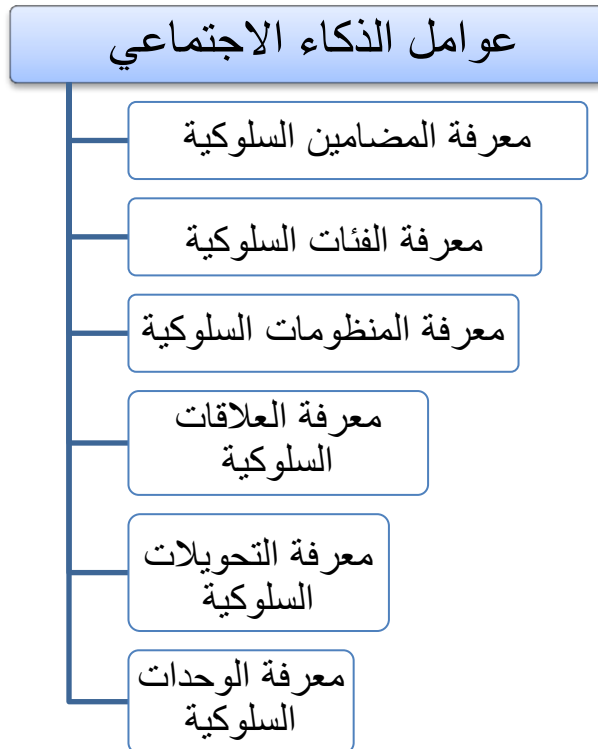 عوامل الذكاء الاجتماعي
معرفة المضامين السلوكية
معرفة الفئات السلوكية
معرفة المنظومات السلوكية
معرفة العلاقات
السلوكية
معرفة التحويلات
السلوكية
معرفة الوحدات
السلوكية